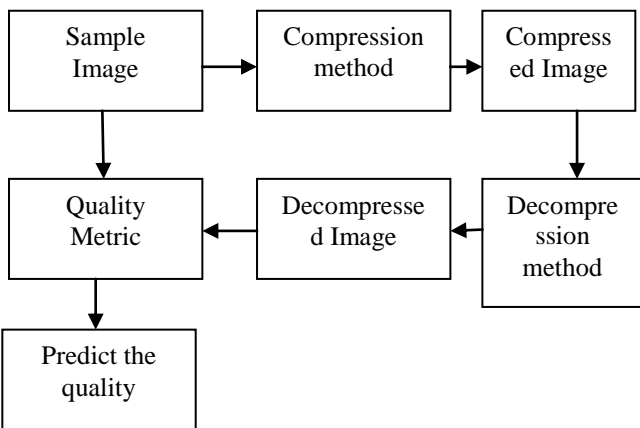 Sample
Image
Compression
method
Compress
ed Image
Quality
Metric
Decompresse
d Image
Decompre
ssion
method
Predict the
quality